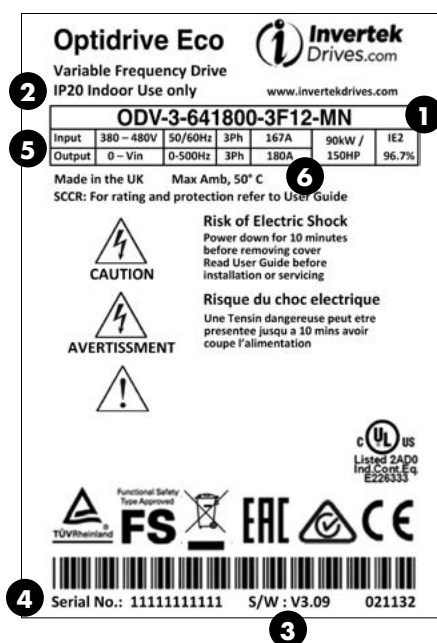 Optidrive Eco
Invertek
Drives.com
Variable Frequency Drive
2 IP20 Indoor Use only
www.invertekdrives.com
ODV-3-641800-3F12-MN 1
5
Input 380 – 480V 50/60Hz 3Ph 167A 90kW / 150HP IE2 96.7%
Output 0 – Vin 0-500Hz 3Ph 180A
Made in the UK Max Amb, 50° C 6
SCCR: For rating and protection refer to User Guide
CAUTION
Risk of Electric Shock
Power down for 10 minutes
before removing cover
Read User Guide before
installation or servicing
AVERTISSMENT
Risque du choc electrique
Une Tensin dangereuse peut etre
presentee jusqu a 10 mins avoir
coupe l'alimentation
!
c UL us
Listed 2AD0
Ind.Cont.Eq.
E226333
TÜVRheinland
Functional Safety
Type Approved
FS
EAC
CE
4 Serial No.: 11111111111 S/W : V3.09 021132
3